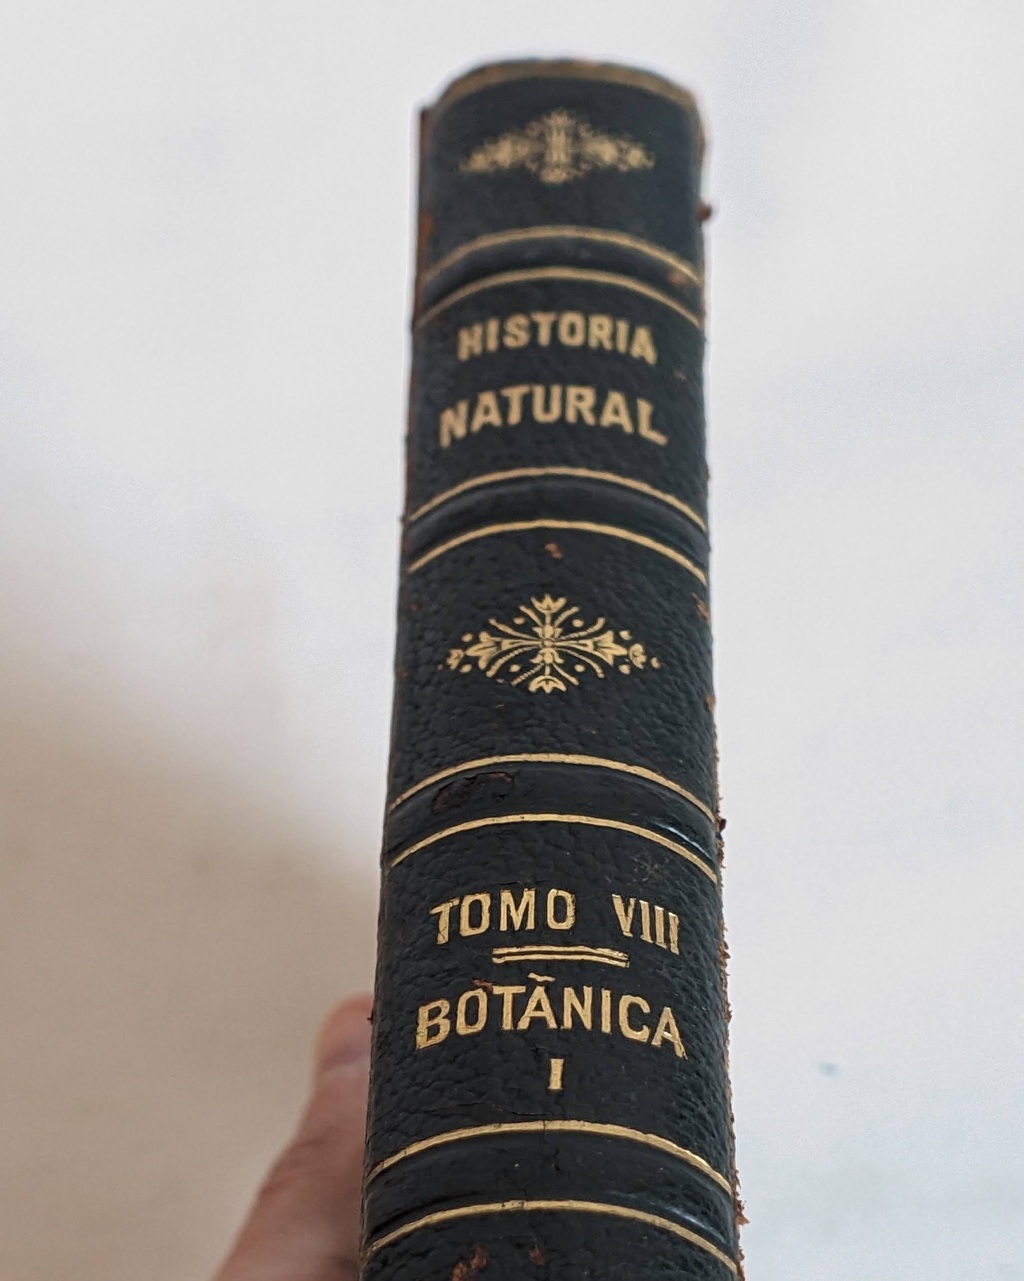 HISTORIA
NATURAL
TOMO VIII
BOTÃNICA
I